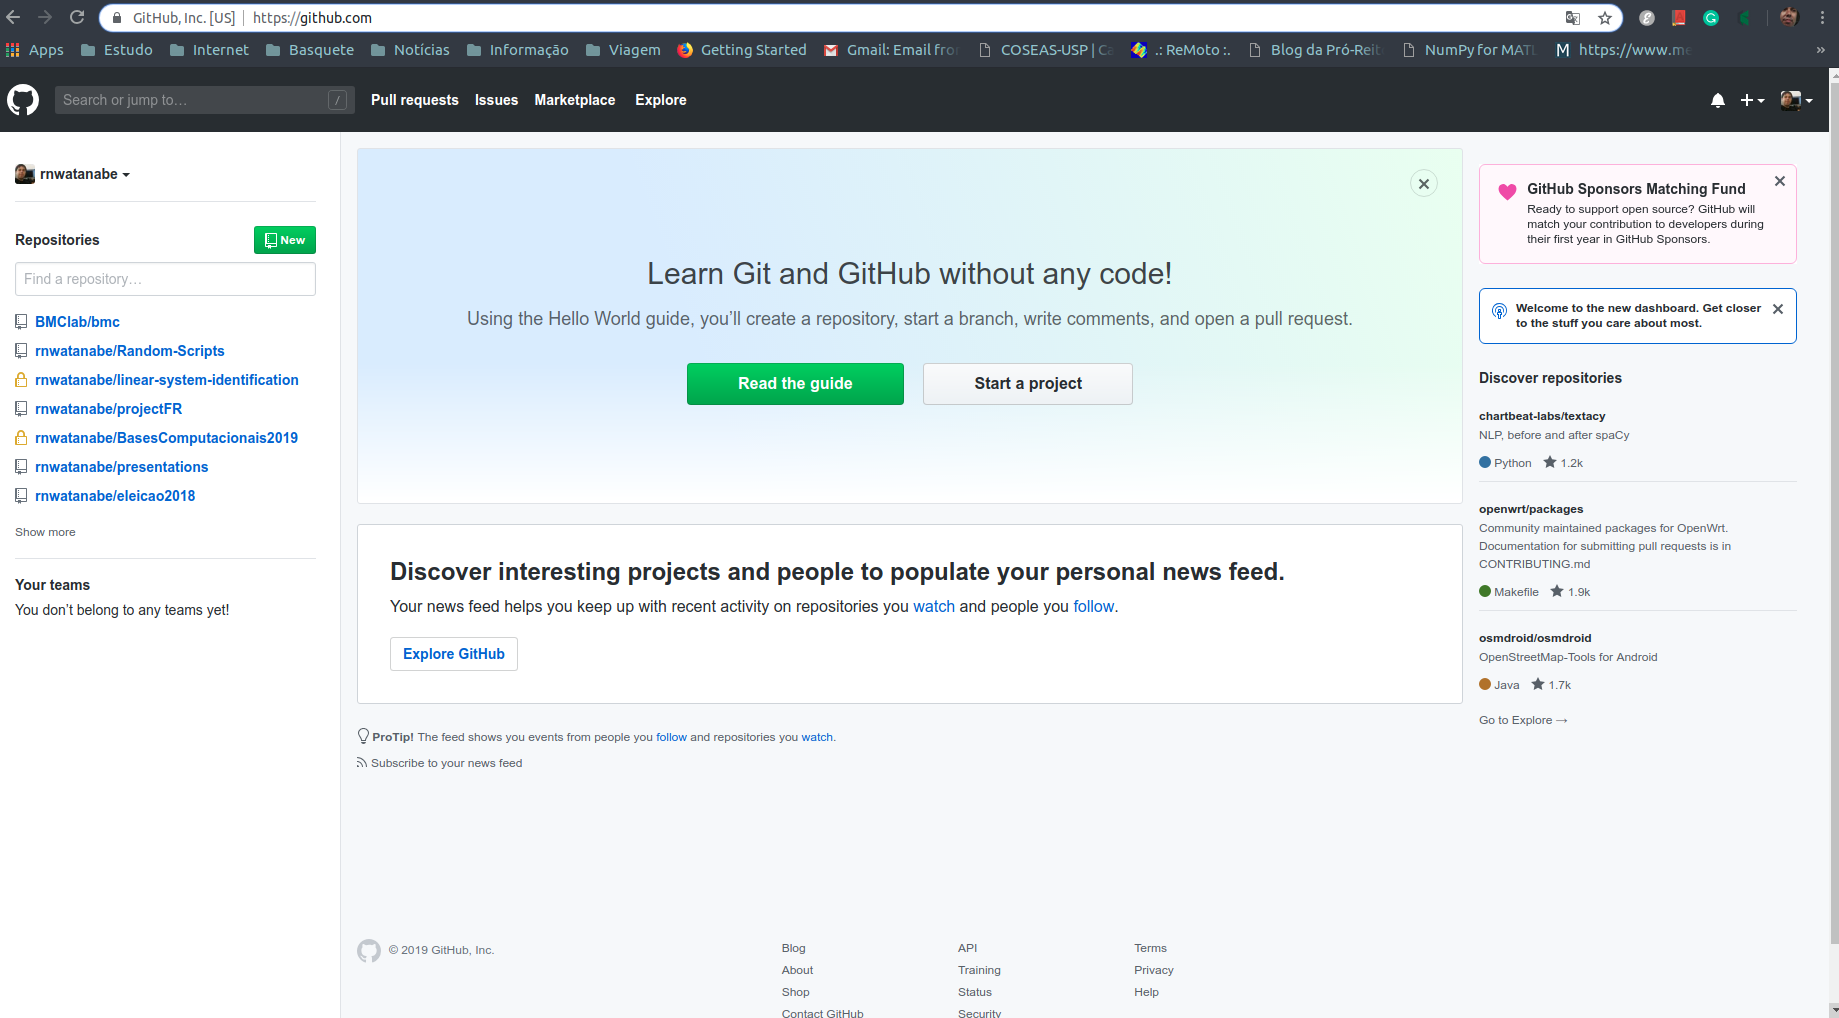 GitHub, Inc. [US] | https://github.com
Apps Estudo Internet Basquete Notícias Informação Viagem Getting Started Gmail: Email from COSEAS-USP | .: ReMoto :. Blog da Pró-Reit NumPy for MATL https://www.me »
Search or jump to… / Pull requests Issues Marketplace Explore
rnwatanabe
Repositories
New
Find a repository…
BMClab/bmc
rnwatanabe/Random-Scripts
rnwatanabe/linear-system-identification
rnwatanabe/projectFR
rnwatanabe/BasesComputacionais2019
rnwatanabe/presentations
rnwatanabe/eleicao2018
Show more
Your teams
You don’t belong to any teams yet!
Learn Git and GitHub without any code!
Using the Hello World guide, you’ll create a repository, start a branch, write comments, and open a pull request.
Read the guide
Start a project
Discover interesting projects and people to populate your personal news feed.
Your news feed helps you keep up with recent activity on repositories you watch and people you follow.
Explore GitHub
ProTip! The feed shows you events from people you follow and repositories you watch.
Subscribe to your news feed
GitHub Sponsors Matching Fund
Ready to support open source? GitHub will
match your contribution to developers during
their first year in GitHub Sponsors.
Welcome to the new dashboard. Get closer
to the stuff you care about most.
Discover repositories
chartbeat-labs/textacy
NLP, before and after spaCy
Python 1.2k
openwrt/packages
Community maintained packages for OpenWrt.
Documentation for submitting pull requests is in
CONTRIBUTING.md
Makefile 1.9k
osmdroid/osmdroid
OpenStreetMap-Tools for Android
Java 1.7k
Go to Explore →
© 2019 GitHub, Inc.
Blog
About
Shop
Contact GitHub
API
Training
Status
Security
Terms
Privacy
Help